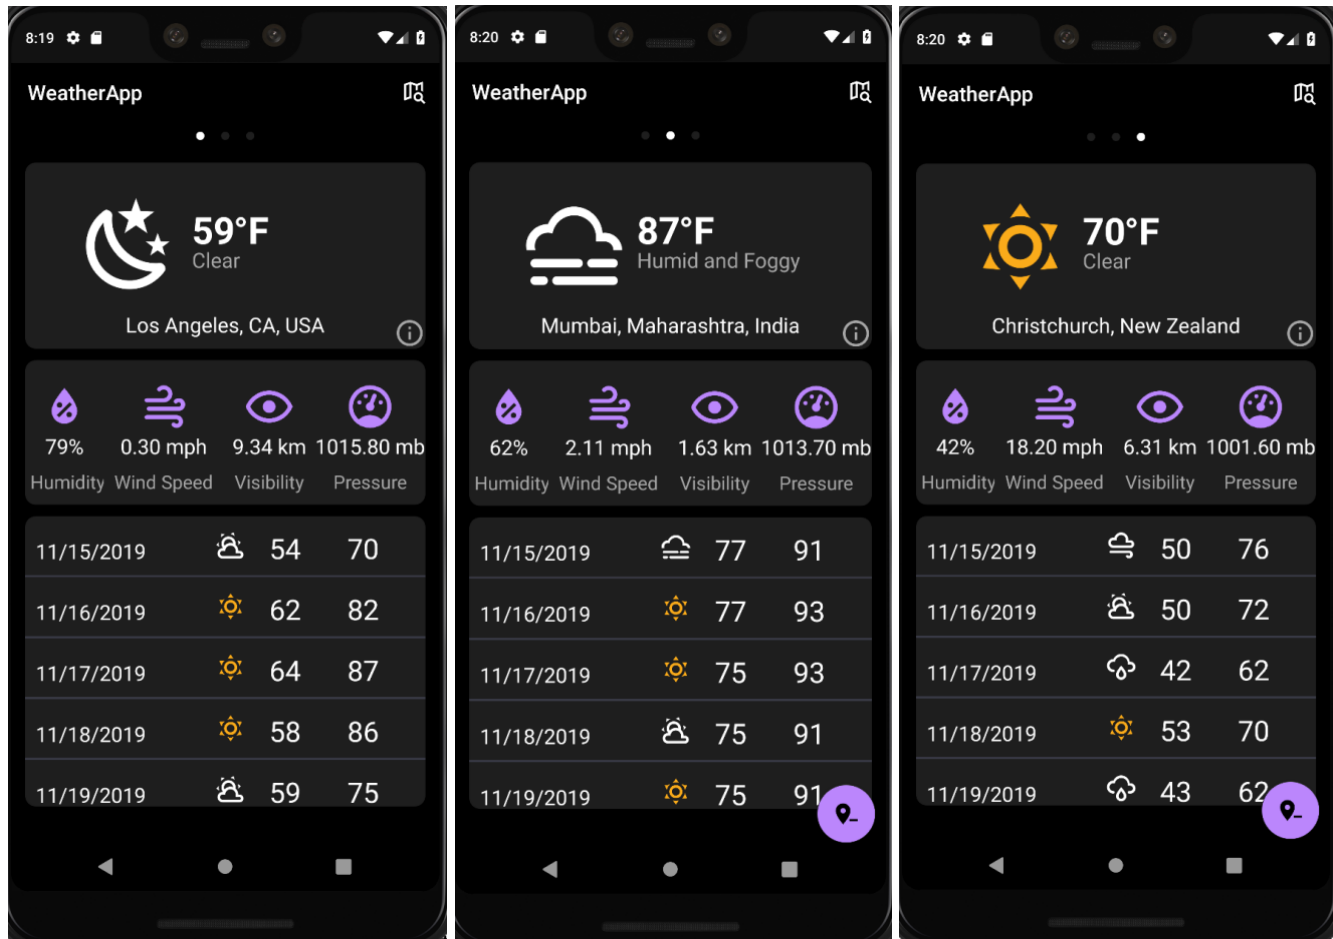 8:19
WeatherApp
59°F
Clear
Los Angeles, CA, USA
79% 0.30 mph 9.34 km 1015.80 mb
Humidity Wind Speed Visibility Pressure
11/15/2019 54 70
11/16/2019 62 82
11/17/2019 64 87
11/18/2019 58 86
11/19/2019 59 75
8:20
WeatherApp
87°F
Humid and Foggy
Mumbai, Maharashtra, India
62% 2.11 mph 1.63 km 1013.70 mb
Humidity Wind Speed Visibility Pressure
11/15/2019 77 91
11/16/2019 77 93
11/17/2019 75 93
11/18/2019 75 91
11/19/2019 75 91
8:20
WeatherApp
70°F
Clear
Christchurch, New Zealand
42% 18.20 mph 6.31 km 1001.60 mb
Humidity Wind Speed Visibility Pressure
11/15/2019 50 76
11/16/2019 50 72
11/17/2019 42 62
11/18/2019 53 70
11/19/2019 43 62